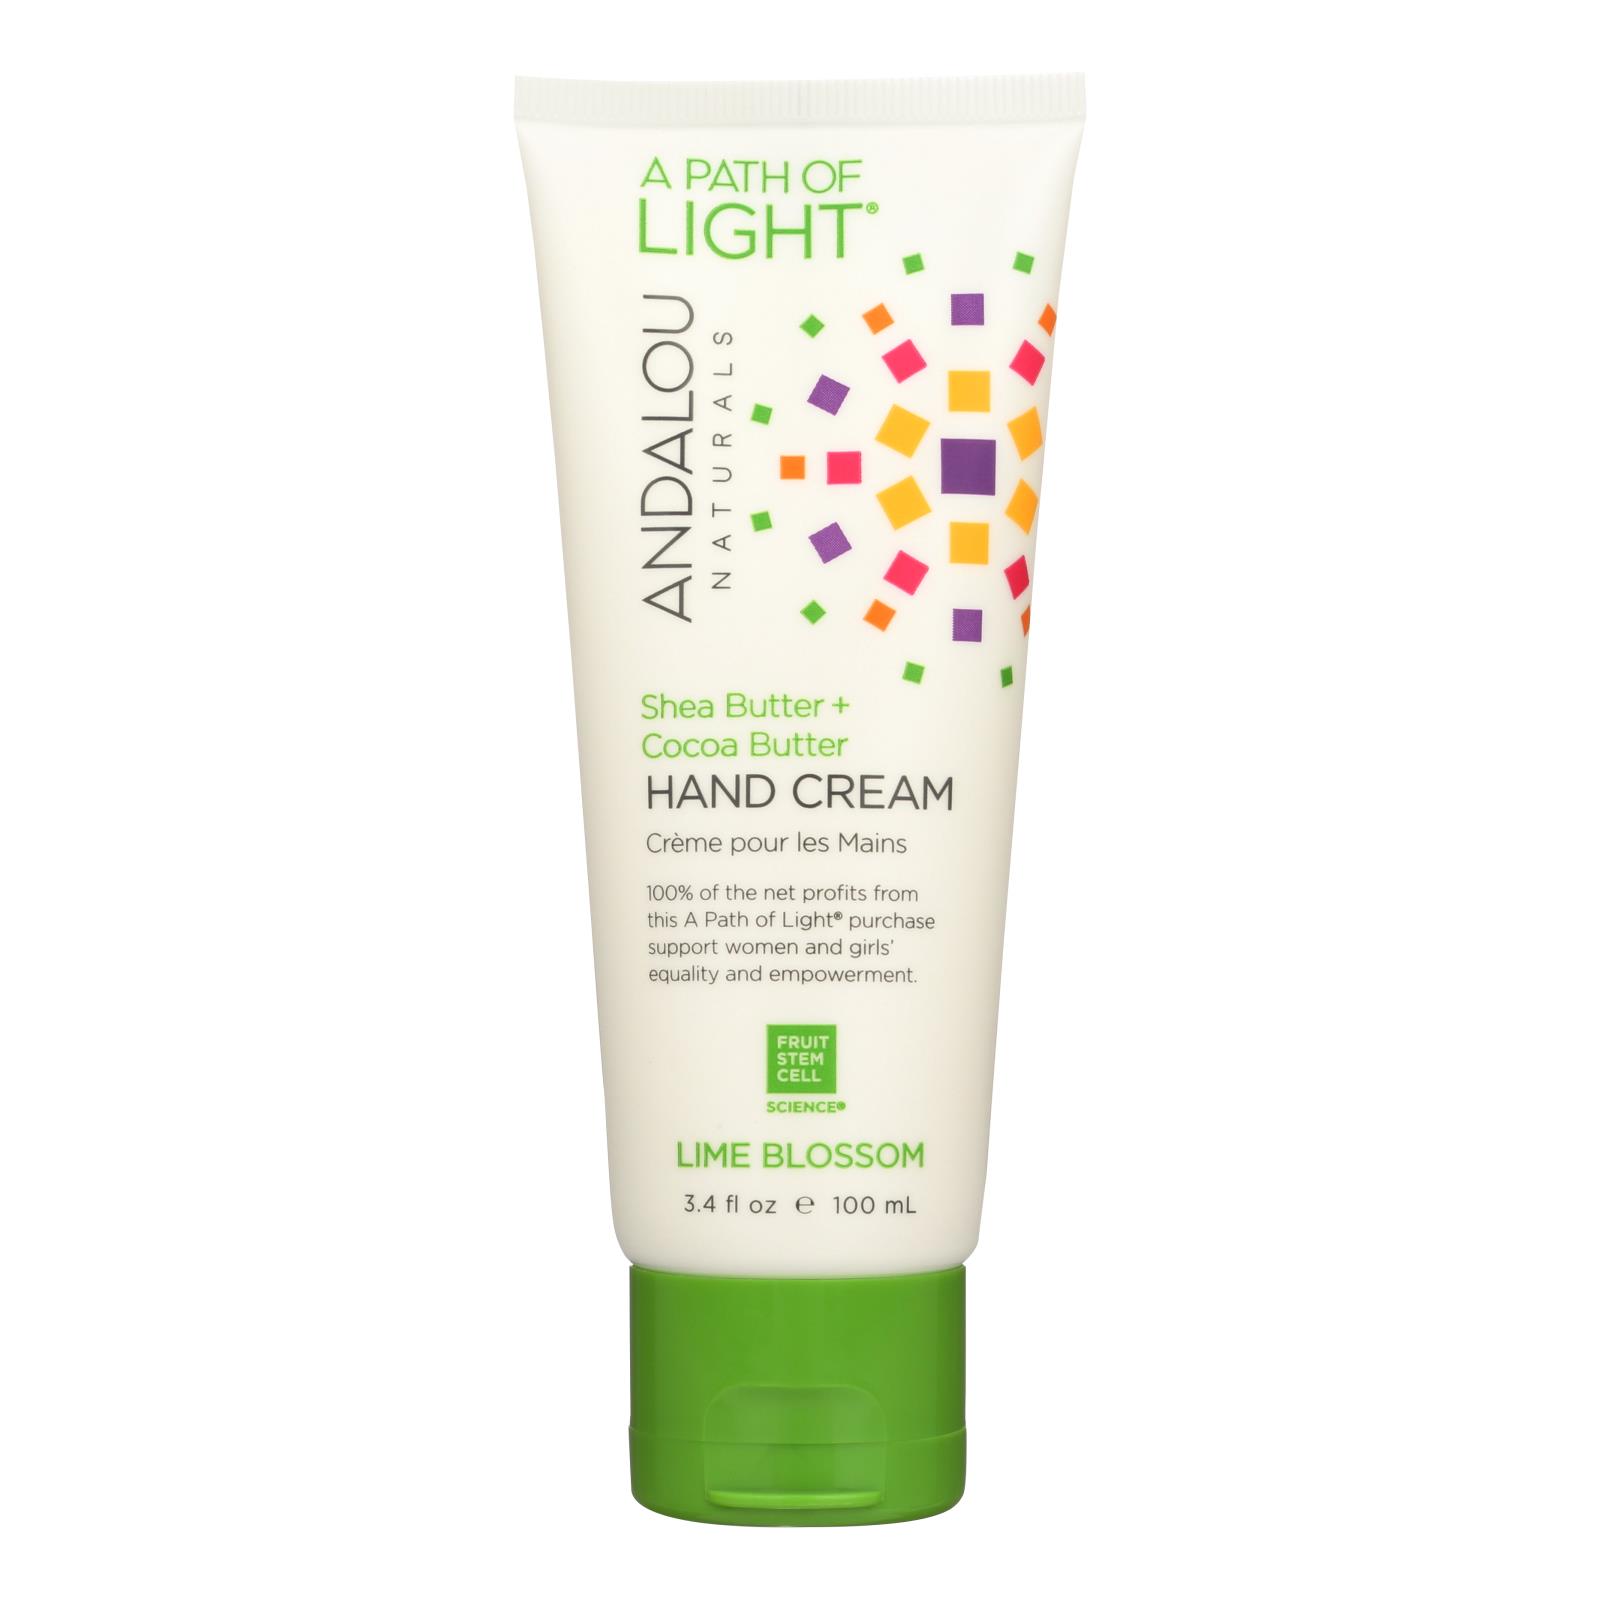 A PATH OF
LIGHT®
ANDALOU
NATURALS
Shea Butter +
Cocoa Butter
HAND CREAM
Crème pour les Mains
100% of the net profits from
this A Path of Light® purchase
support women and girls'
equality and empowerment.
FRUIT
STEM
CELL
SCIENCE®
LIME BLOSSOM
3.4 fl oz ℮ 100 mL